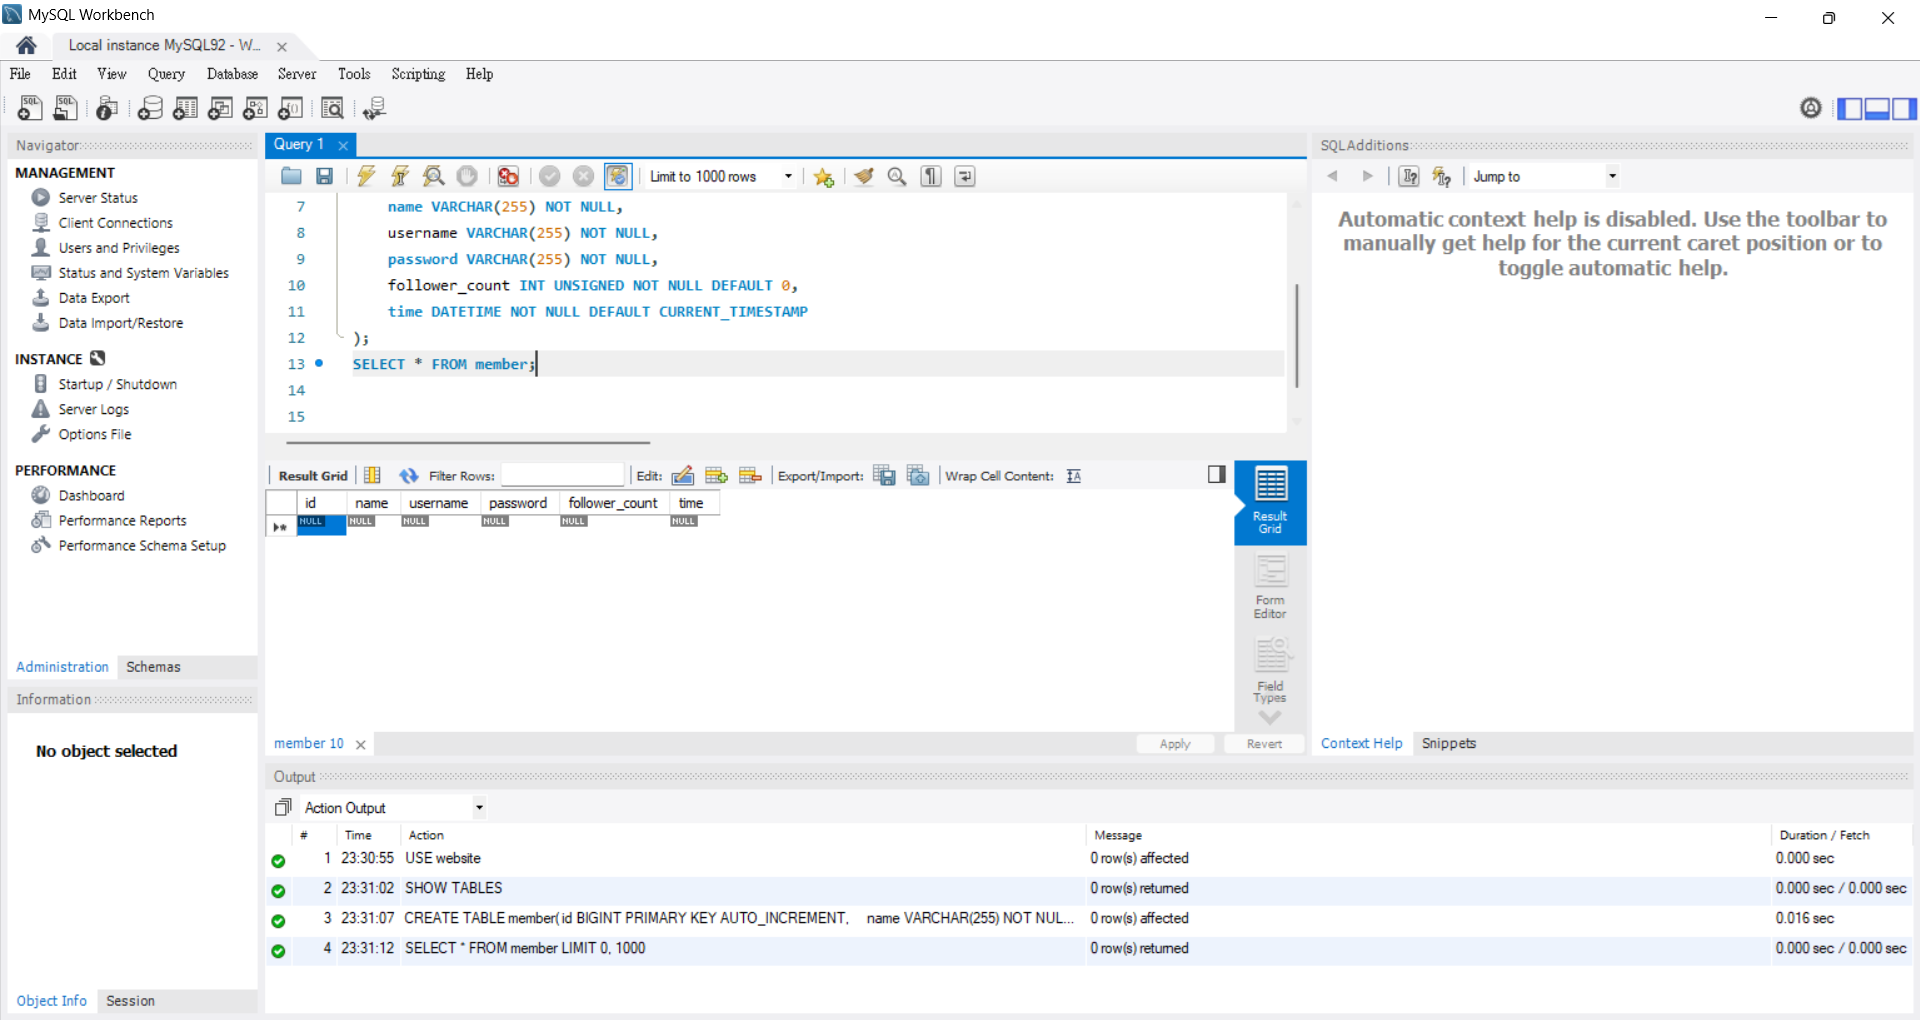 MySQL Workbench
Local instance MySQL92 - W...
File Edit View Query Database Server Tools Scripting Help
Navigator
MANAGEMENT
Server Status
Client Connections
Users and Privileges
Status and System Variables
Data Export
Data Import/Restore
INSTANCE
Startup / Shutdown
Server Logs
Options File
PERFORMANCE
Dashboard
Performance Reports
Performance Schema Setup
Administration Schemas
Information
No object selected
Object Info Session
Query 1
Limit to 1000 rows
7 name VARCHAR(255) NOT NULL,
8 username VARCHAR(255) NOT NULL,
9 password VARCHAR(255) NOT NULL,
10 follower_count INT UNSIGNED NOT NULL DEFAULT 0,
11 time DATETIME NOT NULL DEFAULT CURRENT_TIMESTAMP
12 );
13 SELECT * FROM member;
14
15
Result Grid Filter Rows: Edit: Export/Import: Wrap Cell Content:
id name username password follower_count time
NULL NULL NULL NULL NULL NULL
Result Grid
Form Editor
Field Types
member 10 Apply Revert
SQLAdditions
Jump to
Automatic context help is disabled. Use the toolbar to
manually get help for the current caret position or to
toggle automatic help.
Context Help Snippets
Output
Action Output
# Time Action Message Duration / Fetch
1 23:30:55 USE website 0 row(s) affected 0.000 sec
2 23:31:02 SHOW TABLES 0 row(s) returned 0.000 sec / 0.000 sec
3 23:31:07 CREATE TABLE member( id BIGINT PRIMARY KEY AUTO_INCREMENT, name VARCHAR(255) NOT NUL... 0 row(s) affected 0.016 sec
4 23:31:12 SELECT * FROM member LIMIT 0, 1000 0 row(s) returned 0.000 sec / 0.000 sec